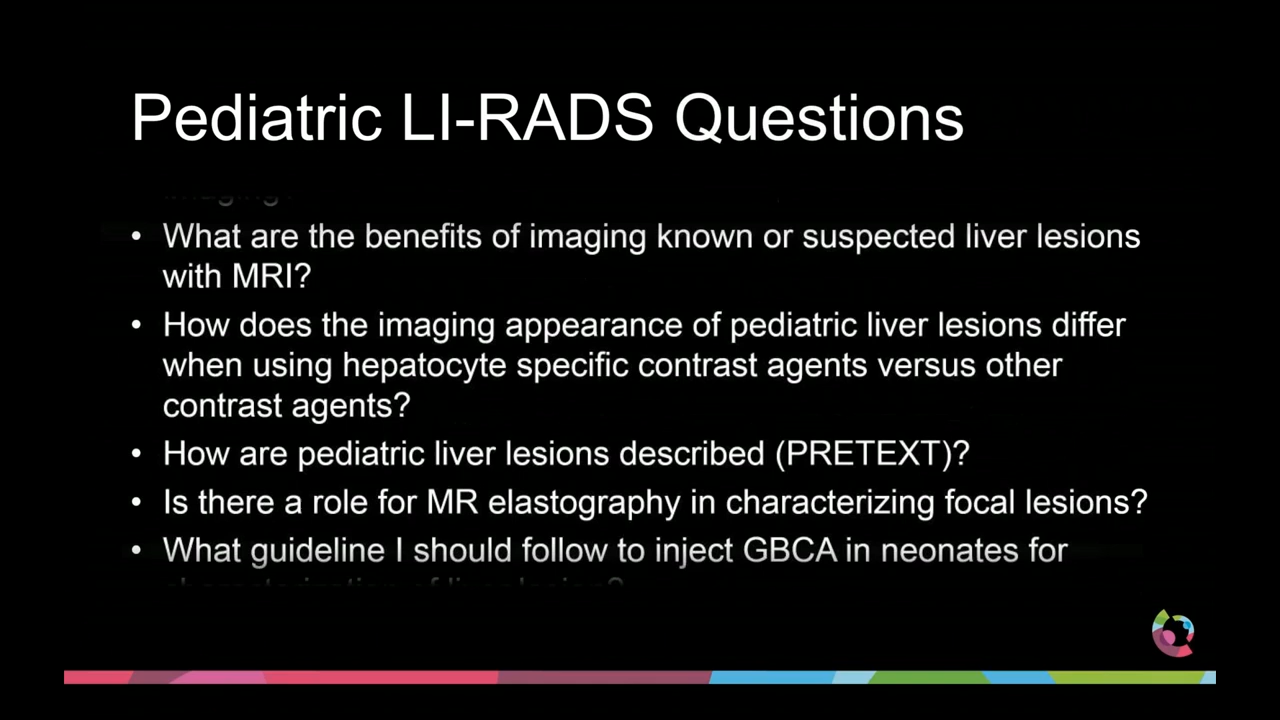 Pediatric LI-RADS Questions
imaging?
• What are the benefits of imaging known or suspected liver lesions
with MRI?
• How does the imaging appearance of pediatric liver lesions differ
when using hepatocyte specific contrast agents versus other
contrast agents?
• How are pediatric liver lesions described (PRETEXT)?
• Is there a role for MR elastography in characterizing focal lesions?
• What guideline I should follow to inject GBCA in neonates for